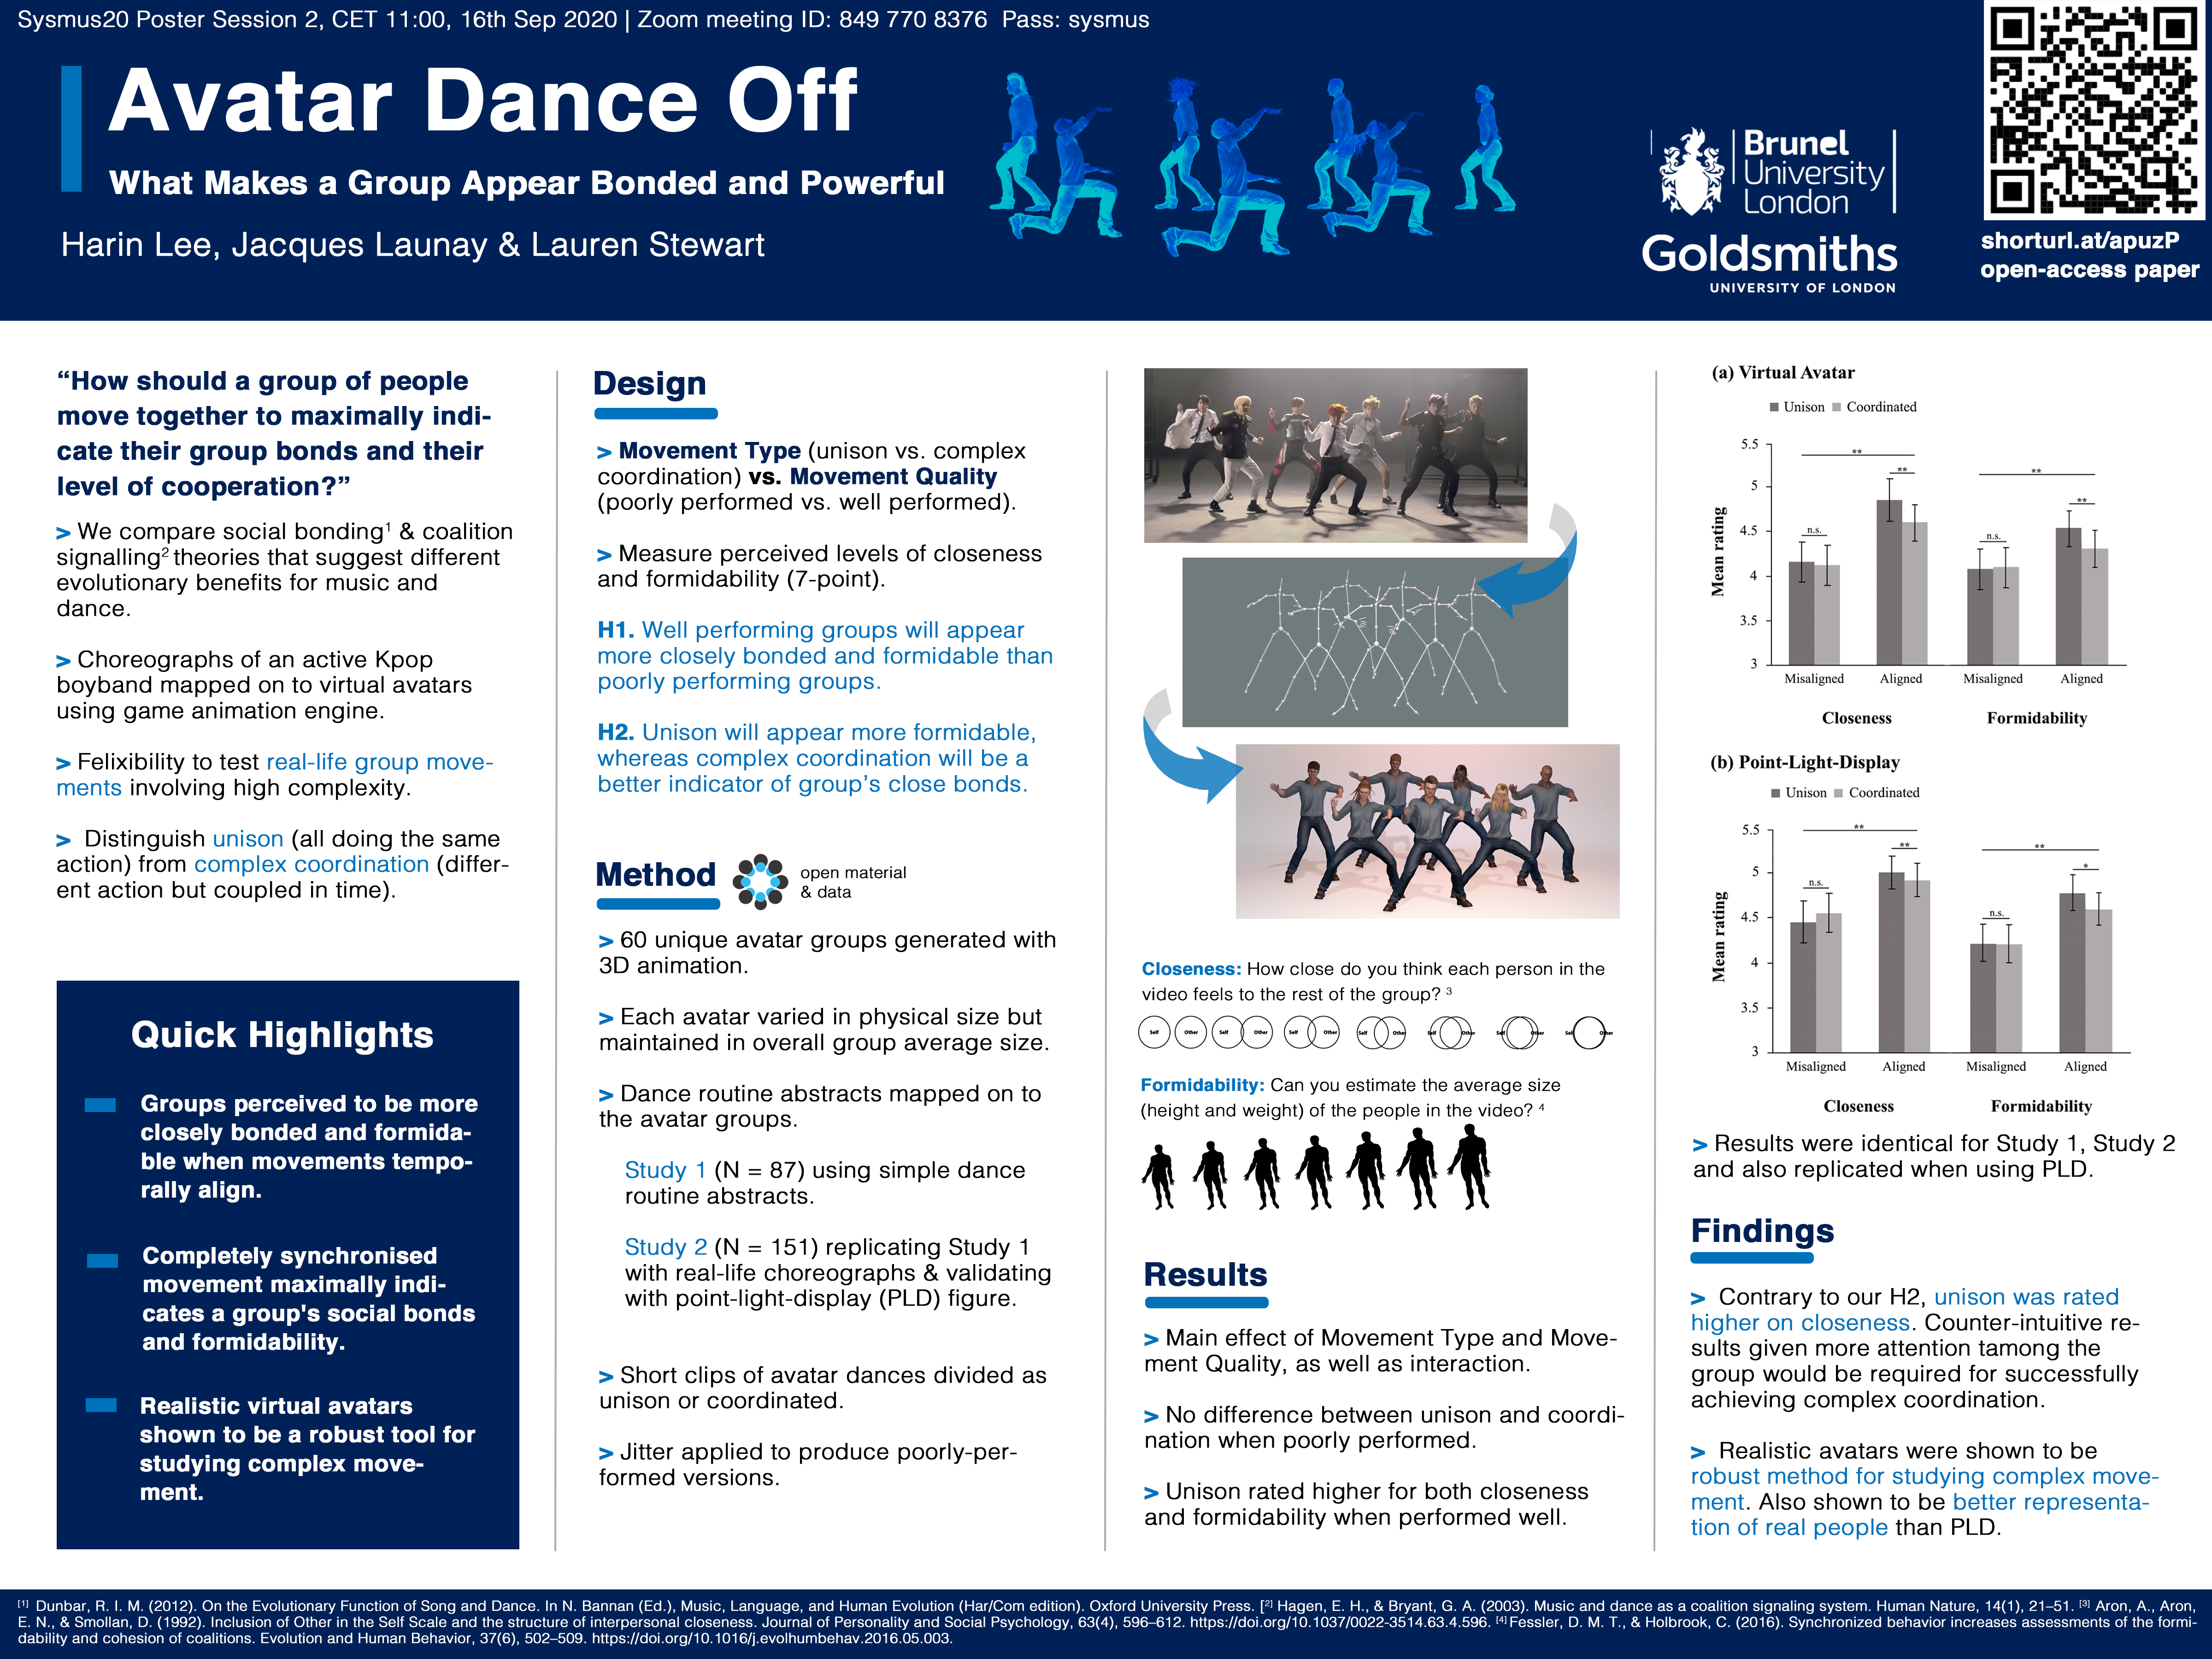 Sysmus20 Poster Session 2, CET 11:00, 16th Sep 2020 | Zoom meeting ID: 849 770 8376  Pass: sysmus
Avatar Dance Off
What Makes a Group Appear Bonded and Powerful
Harin Lee, Jacques Launay & Lauren Stewart
Brunel
University
London
Goldsmiths
UNIVERSITY OF LONDON
shorturl.at/apuzP
open-access paper
“How should a group of people
move together to maximally indi-
cate their group bonds and their
level of cooperation?”
> We compare social bonding¹ & coalition
signalling² theories that suggest different
evolutionary benefits for music and
dance.
> Choreographs of an active Kpop
boyband mapped on to virtual avatars
using game animation engine.
> Felixibility to test real-life group move-
ments involving high complexity.
> Distinguish unison (all doing the same
action) from complex coordination (differ-
ent action but coupled in time).
Quick Highlights
Groups perceived to be more
closely bonded and formida-
ble when movements tempo-
rally align.
Completely synchronised
movement maximally indi-
cates a group's social bonds
and formidability.
Realistic virtual avatars
shown to be a robust tool for
studying complex move-
ment.
Design
> Movement Type (unison vs. complex
coordination) vs. Movement Quality
(poorly performed vs. well performed).
> Measure perceived levels of closeness
and formidability (7-point).
H1. Well performing groups will appear
more closely bonded and formidable than
poorly performing groups.
H2. Unison will appear more formidable,
whereas complex coordination will be a
better indicator of group’s close bonds.
Method
open material
& data
> 60 unique avatar groups generated with
3D animation.
> Each avatar varied in physical size but
maintained in overall group average size.
> Dance routine abstracts mapped on to
the avatar groups.
Study 1 (N = 87) using simple dance
routine abstracts.
Study 2 (N = 151) replicating Study 1
with real-life choreographs & validating
with point-light-display (PLD) figure.
> Short clips of avatar dances divided as
unison or coordinated.
> Jitter applied to produce poorly-per-
formed versions.
Closeness: How close do you think each person in the
video feels to the rest of the group? ³
Self Other Self Other Self Other Self Other Self Other Self Other Self Other
Formidability: Can you estimate the average size
(height and weight) of the people in the video? ⁴
Results
> Main effect of Movement Type and Move-
ment Quality, as well as interaction.
> No difference between unison and coordi-
nation when poorly performed.
> Unison rated higher for both closeness
and formidability when performed well.
(a) Virtual Avatar
Unison Coordinated
Mean rating
5.5
5
4.5
4
3.5
3
** ** n.s. ** ** n.s.
Misaligned Aligned Misaligned Aligned
Closeness Formidability
(b) Point-Light-Display
Unison Coordinated
Mean rating
5.5
5
4.5
4
3.5
3
** ** n.s. ** * n.s.
Misaligned Aligned Misaligned Aligned
Closeness Formidability
> Results were identical for Study 1, Study 2
and also replicated when using PLD.
Findings
> Contrary to our H2, unison was rated
higher on closeness. Counter-intuitive re-
sults given more attention tamong the
group would be required for successfully
achieving complex coordination.
> Realistic avatars were shown to be
robust method for studying complex move-
ment. Also shown to be better representa-
tion of real people than PLD.
[1] Dunbar, R. I. M. (2012). On the Evolutionary Function of Song and Dance. In N. Bannan (Ed.), Music, Language, and Human Evolution (Har/Com edition). Oxford University Press. [2] Hagen, E. H., & Bryant, G. A. (2003). Music and dance as a coalition signaling system. Human Nature, 14(1), 21–51. [3] Aron, A., Aron,
E. N., & Smollan, D. (1992). Inclusion of Other in the Self Scale and the structure of interpersonal closeness. Journal of Personality and Social Psychology, 63(4), 596–612. https://doi.org/10.1037/0022-3514.63.4.596. [4] Fessler, D. M. T., & Holbrook, C. (2016). Synchronized behavior increases assessments of the formi-
dability and cohesion of coalitions. Evolution and Human Behavior, 37(6), 502–509. https://doi.org/10.1016/j.evolhumbehav.2016.05.003.